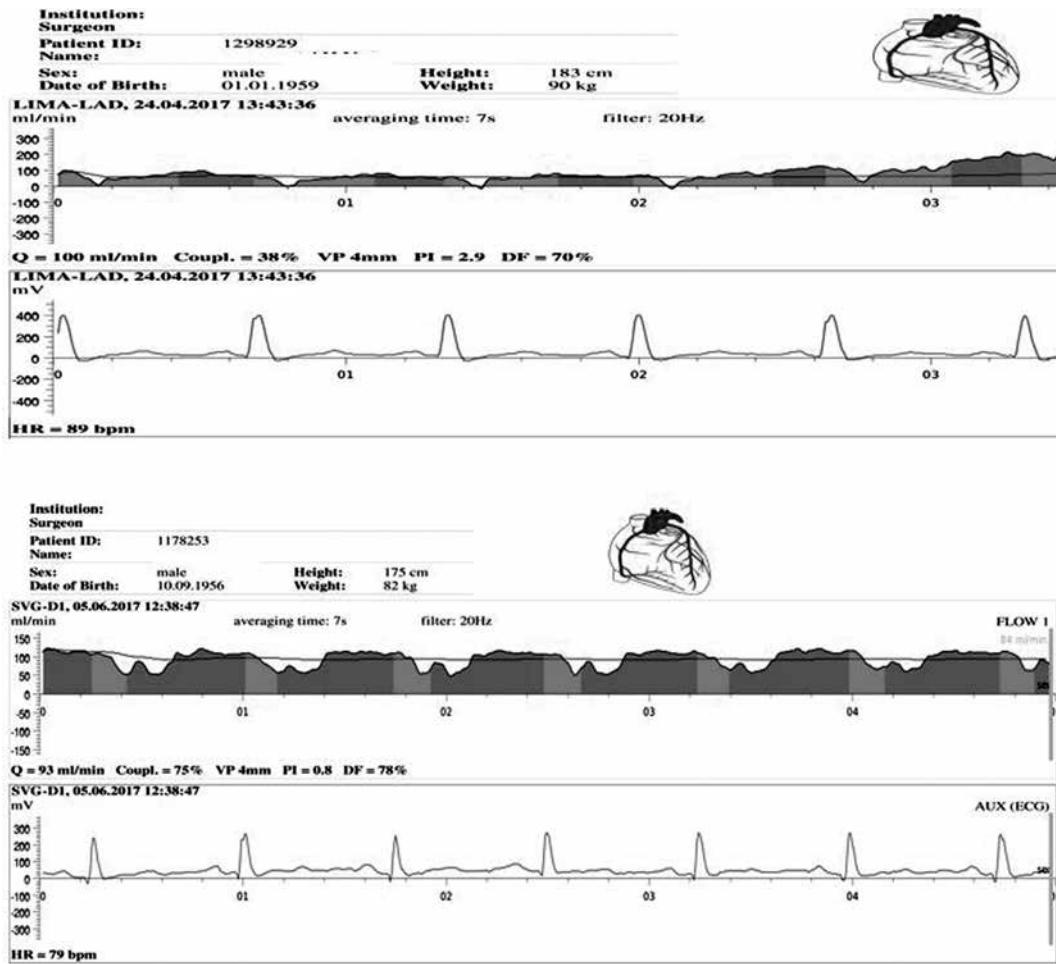 Institution:
Surgeon
Patient ID: 1298929
Name:
Sex: male Height: 183 cm
Date of Birth: 01.01.1959 Weight: 90 kg
LIMA-LAD, 24.04.2017 13:43:36
ml/min averaging time: 7s filter: 20Hz
300
200
100
0
-100
-200
-300
0 01 02 03
Q = 100 ml/min Coupl. = 38% VP 4mm PI = 2.9 DF = 70%
LIMA-LAD, 24.04.2017 13:43:36
mV
400
200
0
-200
-400
0 01 02 03
HR = 89 bpm
Institution:
Surgeon
Patient ID: 1178253
Name:
Sex: male Height: 175 cm
Date of Birth: 10.09.1956 Weight: 82 kg
SVG-D1, 05.06.2017 12:38:47
ml/min averaging time: 7s filter: 20Hz FLOW 1
84 ml/min
150
100
50
0
-50
-100
-150
0 01 02 03 04
Q = 93 ml/min Coupl. = 75% VP 4mm PI = 0.8 DF = 78%
SVG-D1, 05.06.2017 12:38:47
mV AUX (ECG)
300
200
100
0
-100
-200
-300
0 01 02 03 04
HR = 79 bpm